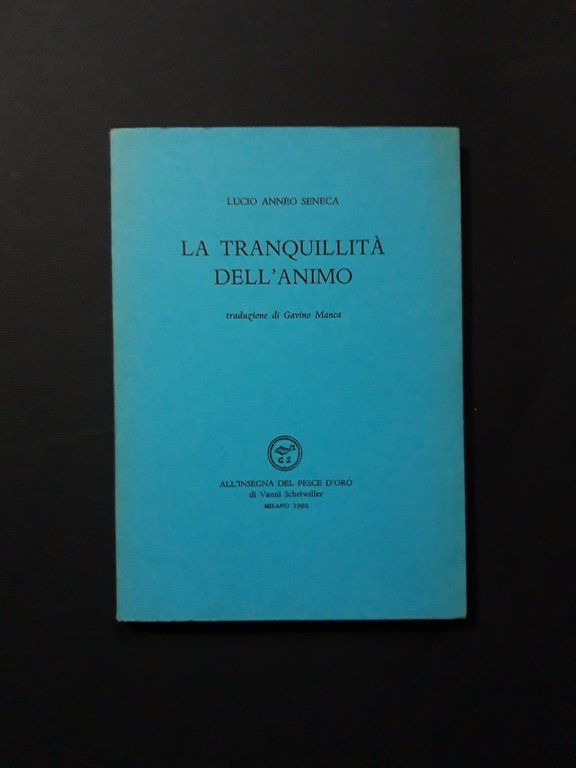 LUCIO ANNEO SENECA
LA TRANQUILLITÀ
DELL'ANIMO
traduzione di Gavino Manca
G S
ALL'INSEGNA DEL PESCE D'ORO
di Vanni Scheiwiller
MILANO 1992